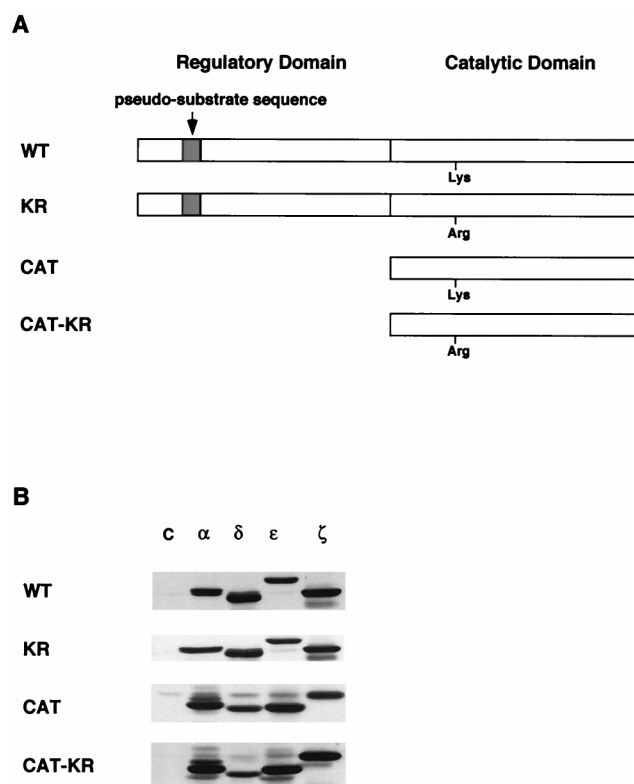 A
Regulatory Domain Catalytic Domain
pseudo-substrate sequence
WT
Lys
KR
Arg
CAT
Lys
CAT-KR
Arg
B
C α δ ε ζ
WT
KR
CAT
CAT-KR